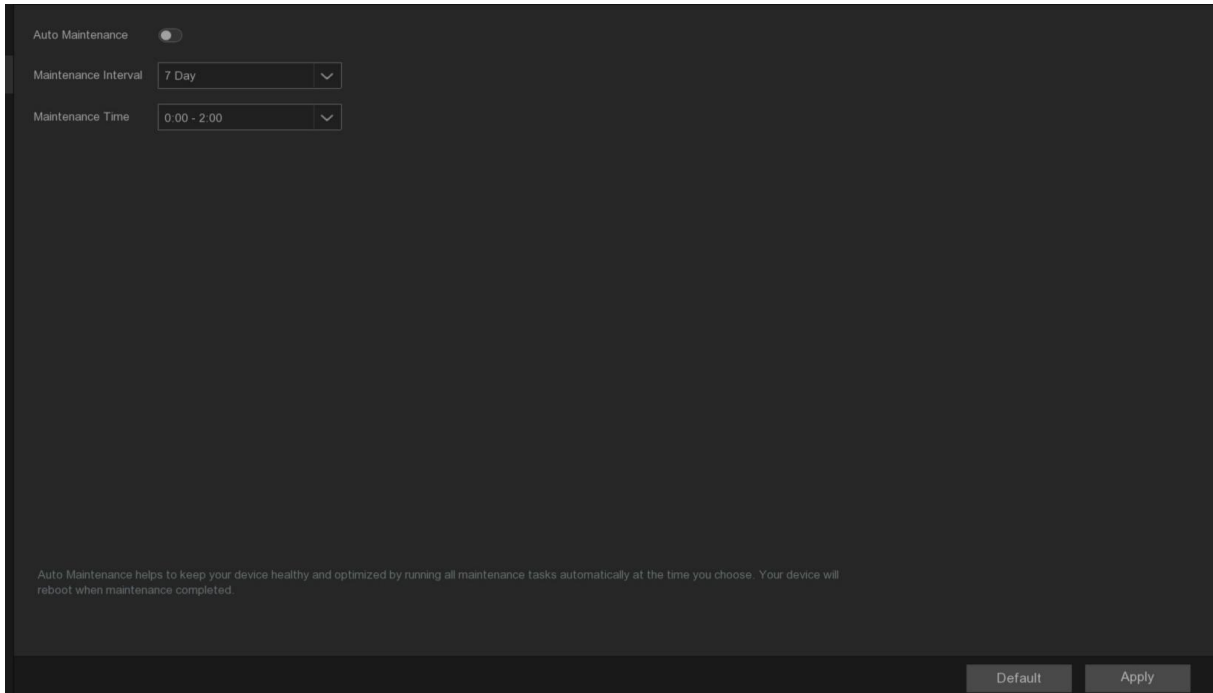 Auto Maintenance
Maintenance Interval 7 Day
Maintenance Time 0:00 - 2:00
Auto Maintenance helps to keep your device healthy and optimized by running all maintenance tasks automatically at the time you choose. Your device will
reboot when maintenance completed.
Default Apply